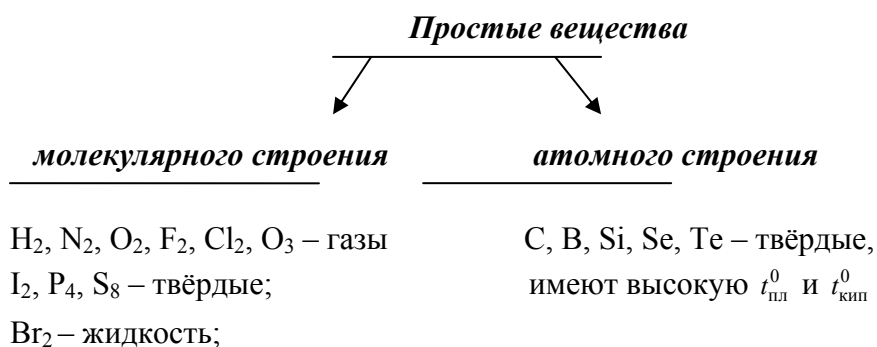 Простые вещества
молекулярного строения
атомного строения
H₂, N₂, O₂, F₂, Cl₂, O₃ – газы
I₂, P₄, S₈ – твёрдые;
Br₂ – жидкость;
C, B, Si, Se, Te – твёрдые,
имеют высокую t⁰пл и t⁰кип